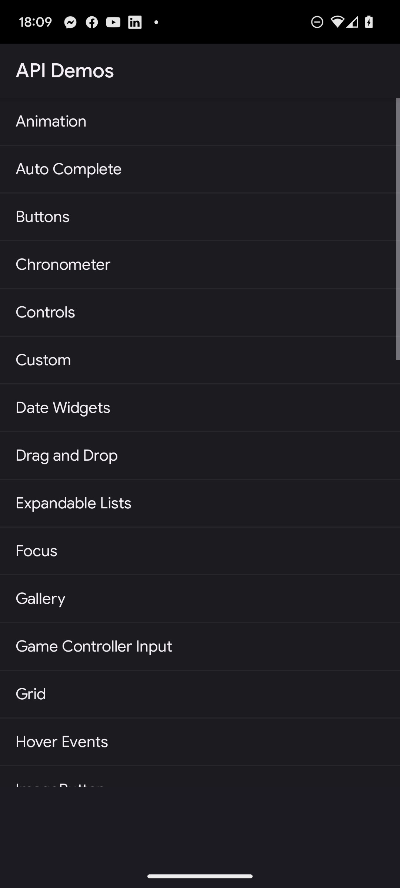 18:09
API Demos
Animation
Auto Complete
Buttons
Chronometer
Controls
Custom
Date Widgets
Drag and Drop
Expandable Lists
Focus
Gallery
Game Controller Input
Grid
Hover Events